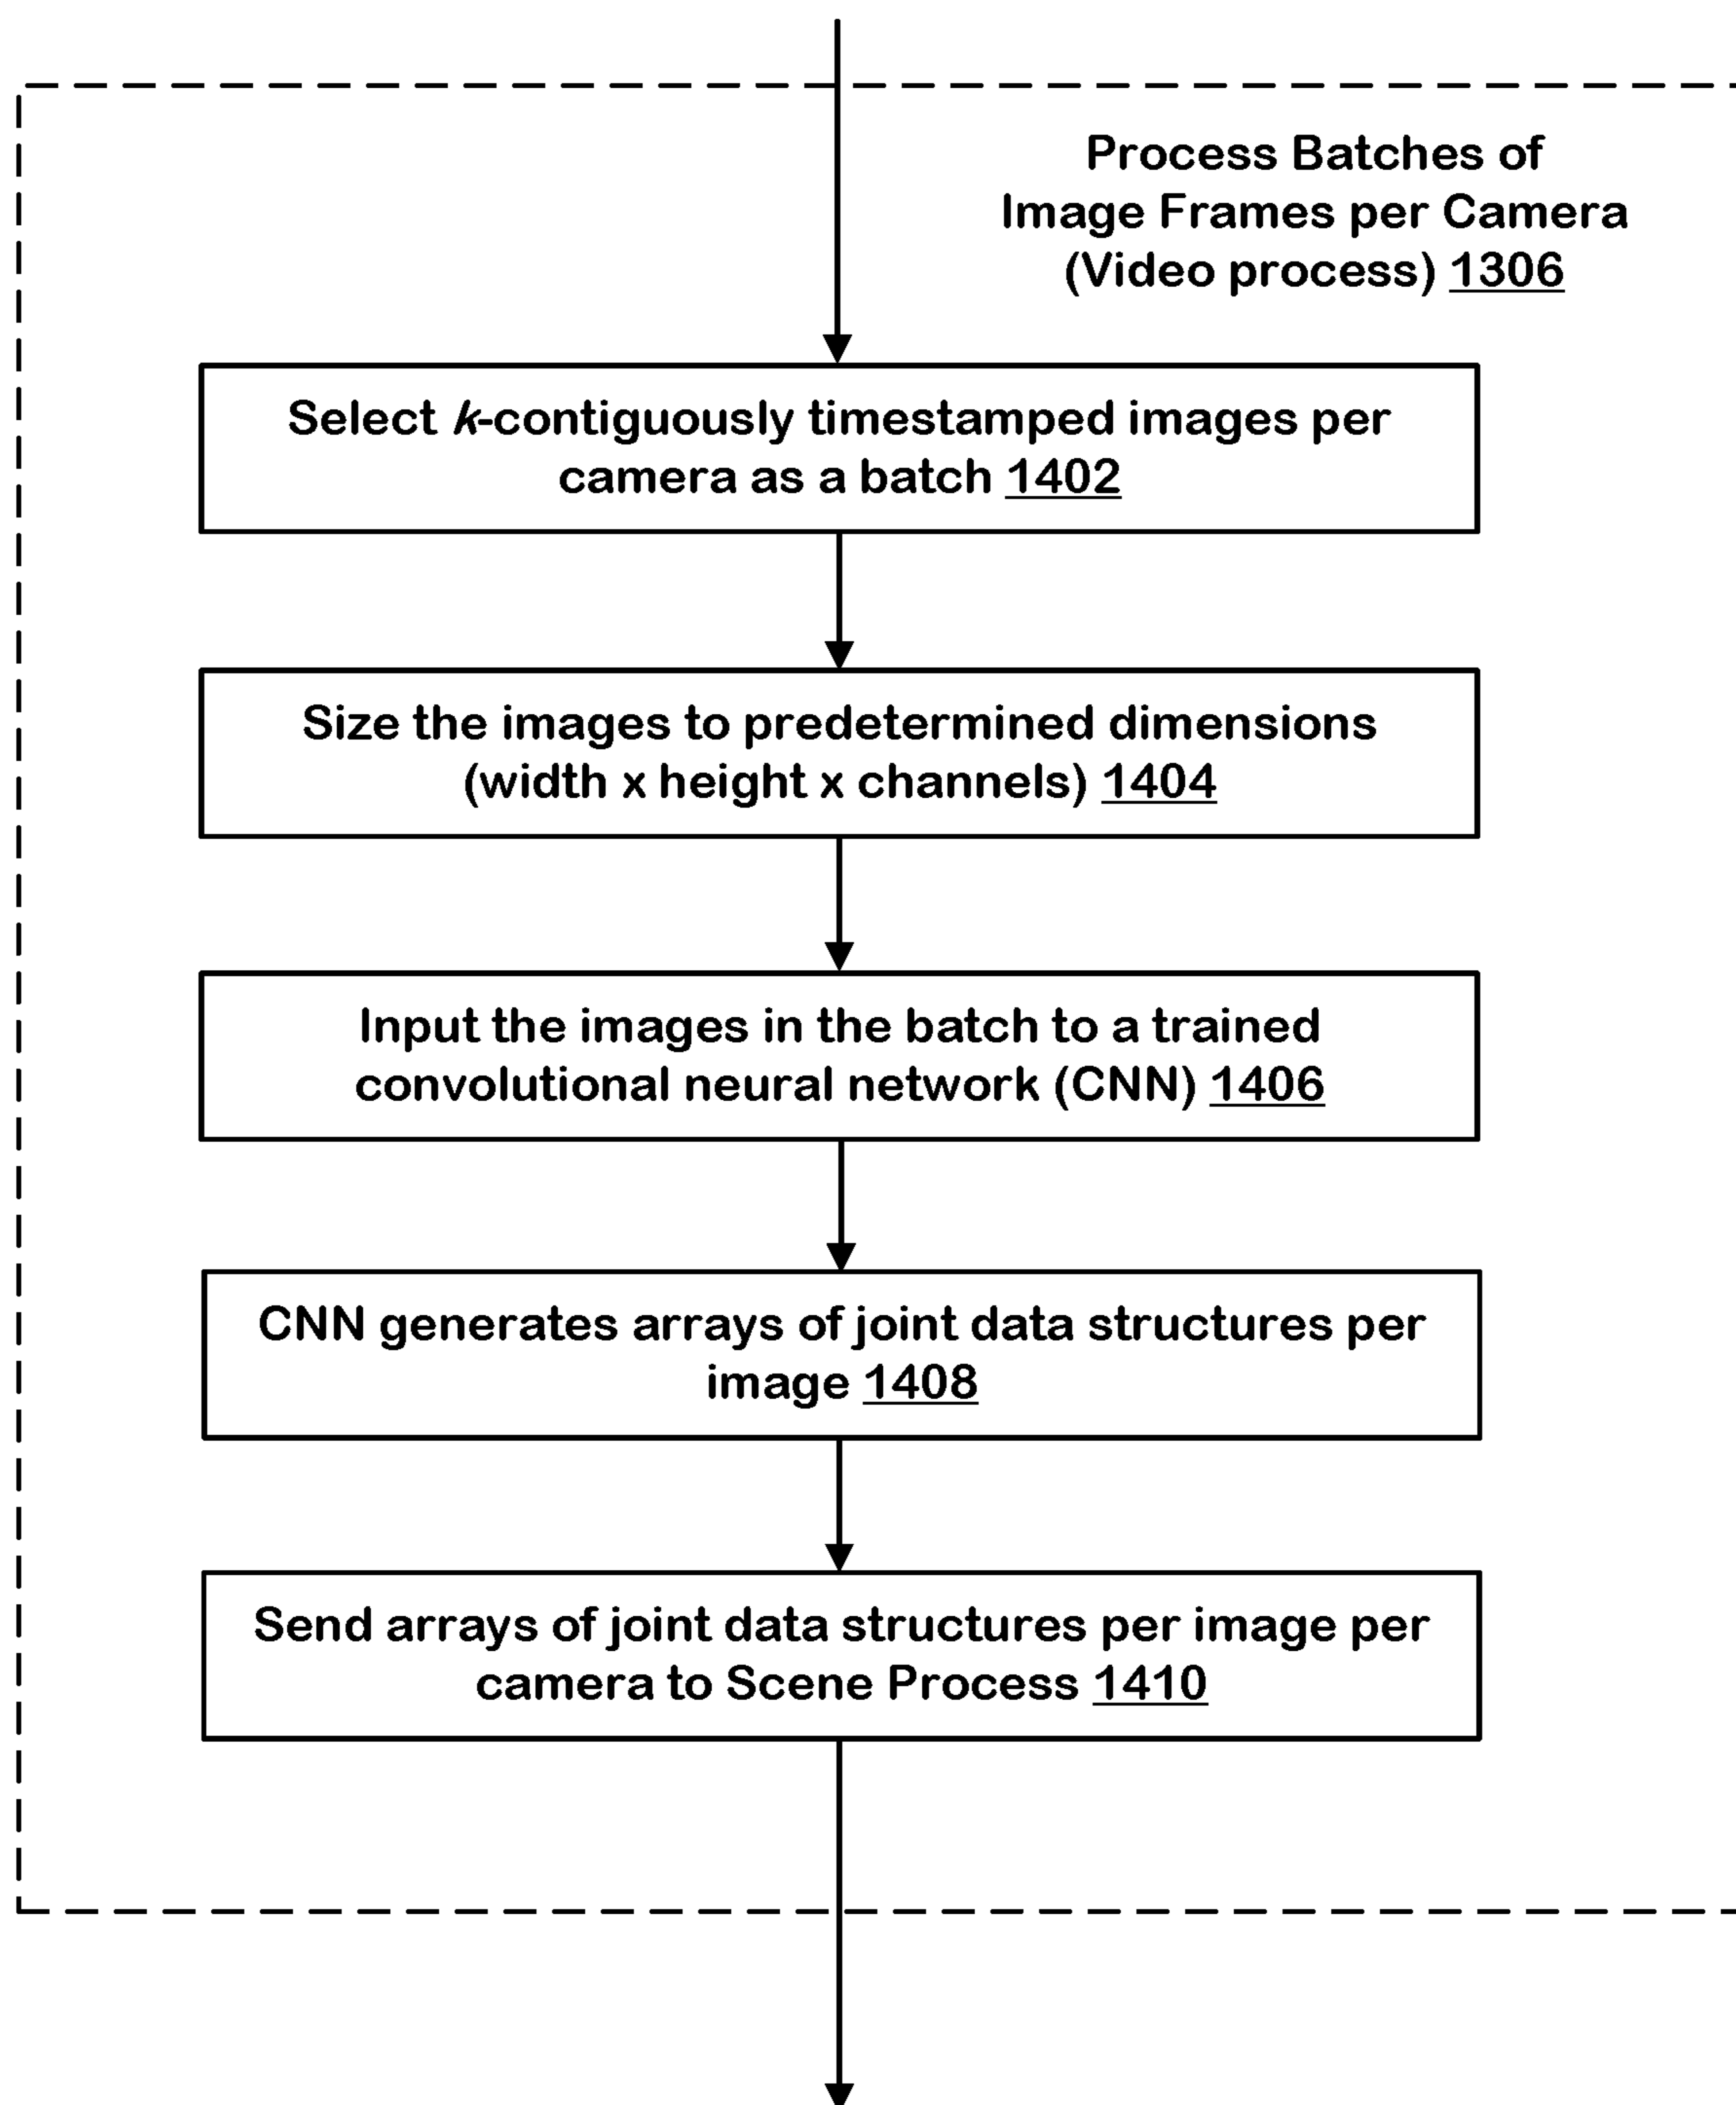 Process Batches of
Image Frames per Camera
(Video process) 1306
Select k-contiguously timestamped images per
camera as a batch 1402
Size the images to predetermined dimensions
(width x height x channels) 1404
Input the images in the batch to a trained
convolutional neural network (CNN) 1406
CNN generates arrays of joint data structures per
image 1408
Send arrays of joint data structures per image per
camera to Scene Process 1410